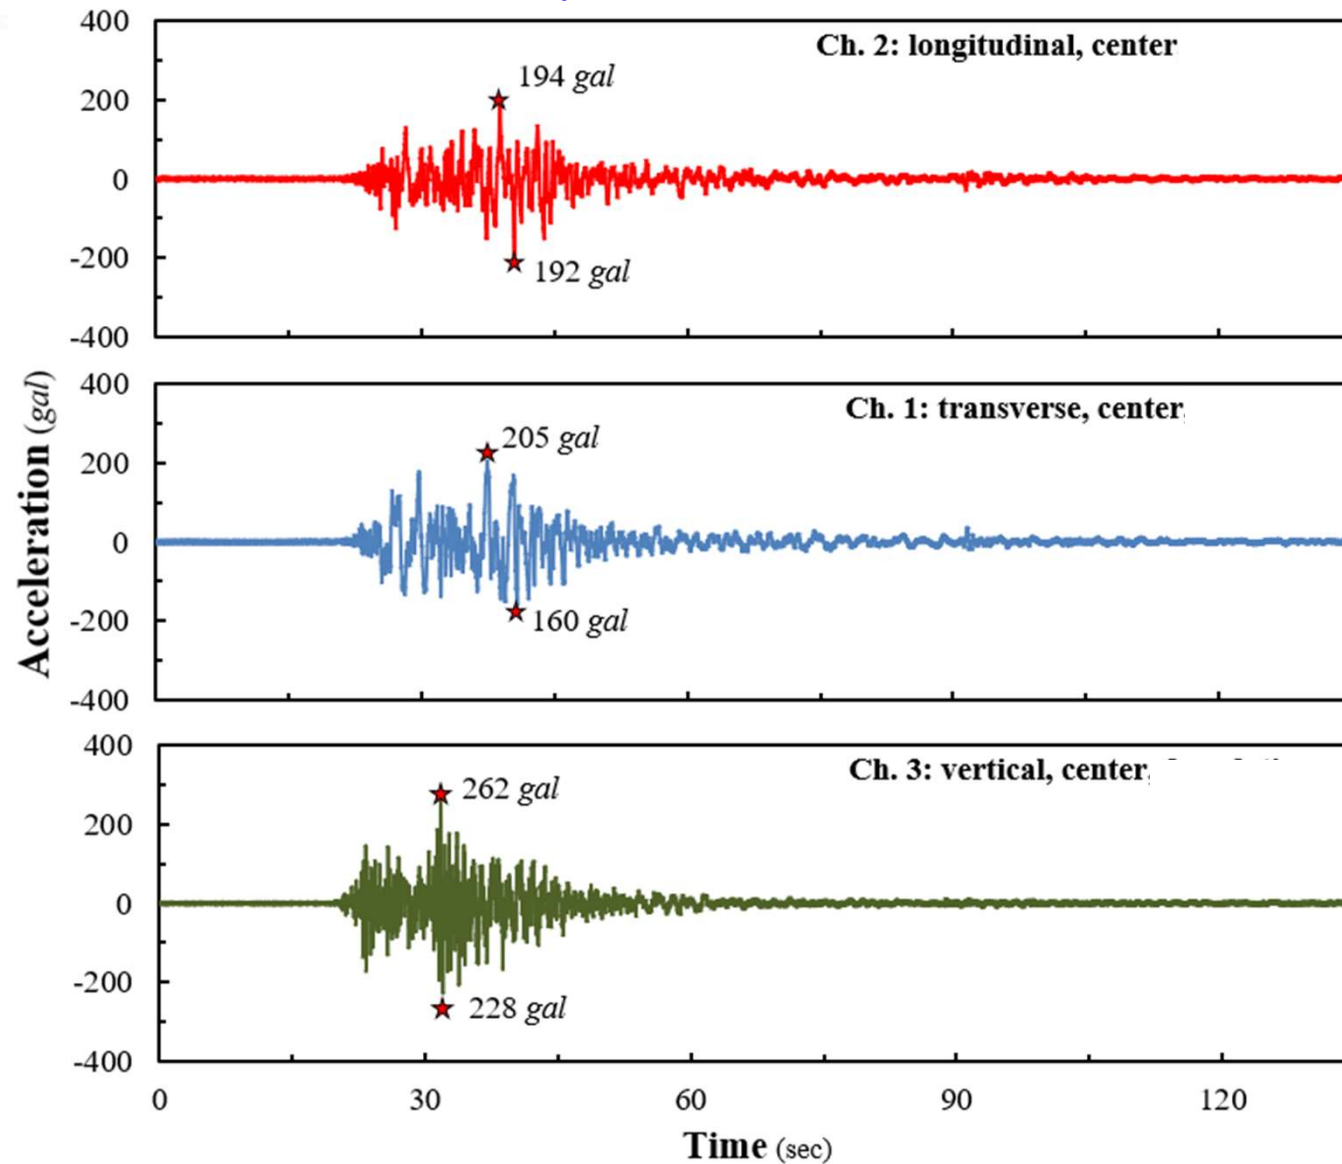 400
Ch. 2: longitudinal, center
194 gal
200
0
-200
192 gal
-400
400
Ch. 1: transverse, center
205 gal
200
0
-200
160 gal
-400
400
Ch. 3: vertical, center,
262 gal
200
0
-200
228 gal
-400
0 30 60 90 120
Time (sec)
Acceleration (gal)